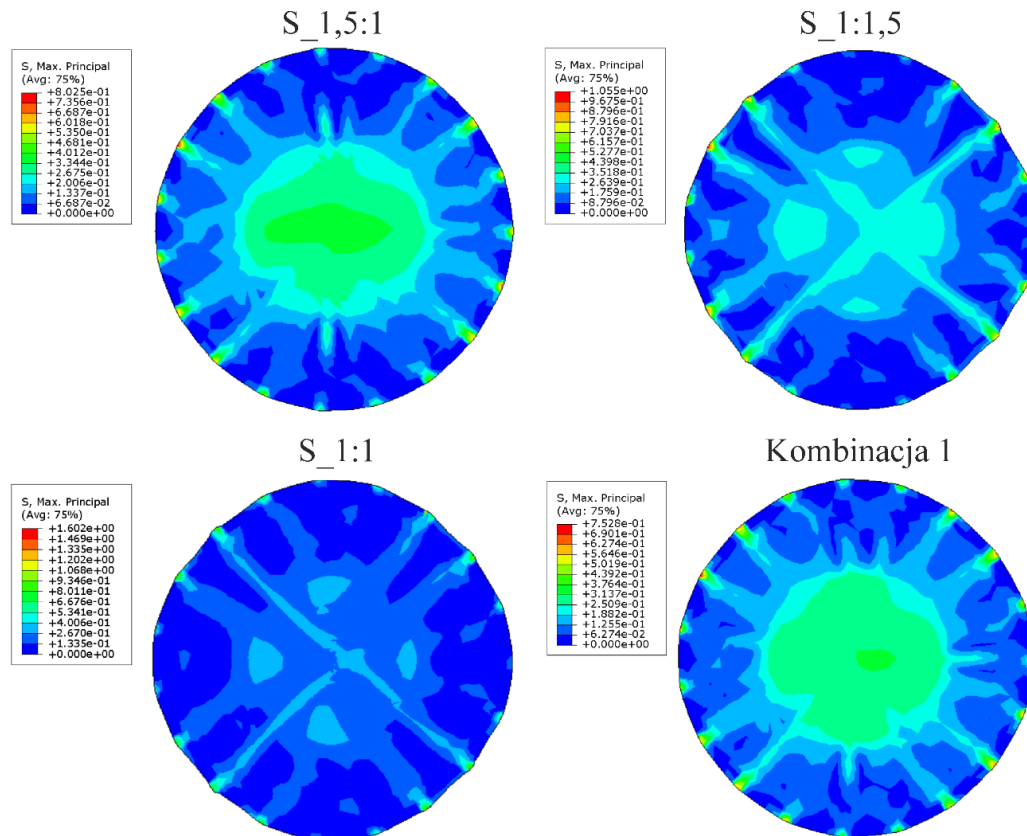 S_1,5:1
S, Max. Principal
(Avg: 75%)
+8.025e-01
+7.356e-01
+6.687e-01
+6.018e-01
+5.350e-01
+4.681e-01
+4.012e-01
+3.344e-01
+2.675e-01
+2.006e-01
+1.337e-01
+6.687e-02
+0.000e+00
S_1:1,5
S, Max. Principal
(Avg: 75%)
+1.055e+00
+9.675e-01
+8.796e-01
+7.916e-01
+7.037e-01
+6.157e-01
+5.277e-01
+4.398e-01
+3.518e-01
+2.639e-01
+1.759e-01
+8.796e-02
+0.000e+00
S_1:1
S, Max. Principal
(Avg: 75%)
+1.602e+00
+1.469e+00
+1.335e+00
+1.202e+00
+1.068e+00
+9.346e-01
+8.011e-01
+6.676e-01
+5.341e-01
+4.006e-01
+2.670e-01
+1.335e-01
+0.000e+00
Kombinacja 1
S, Max. Principal
(Avg: 75%)
+7.528e-01
+6.901e-01
+6.274e-01
+5.646e-01
+5.019e-01
+4.392e-01
+3.764e-01
+3.137e-01
+2.509e-01
+1.882e-01
+1.255e-01
+6.274e-02
+0.000e+00